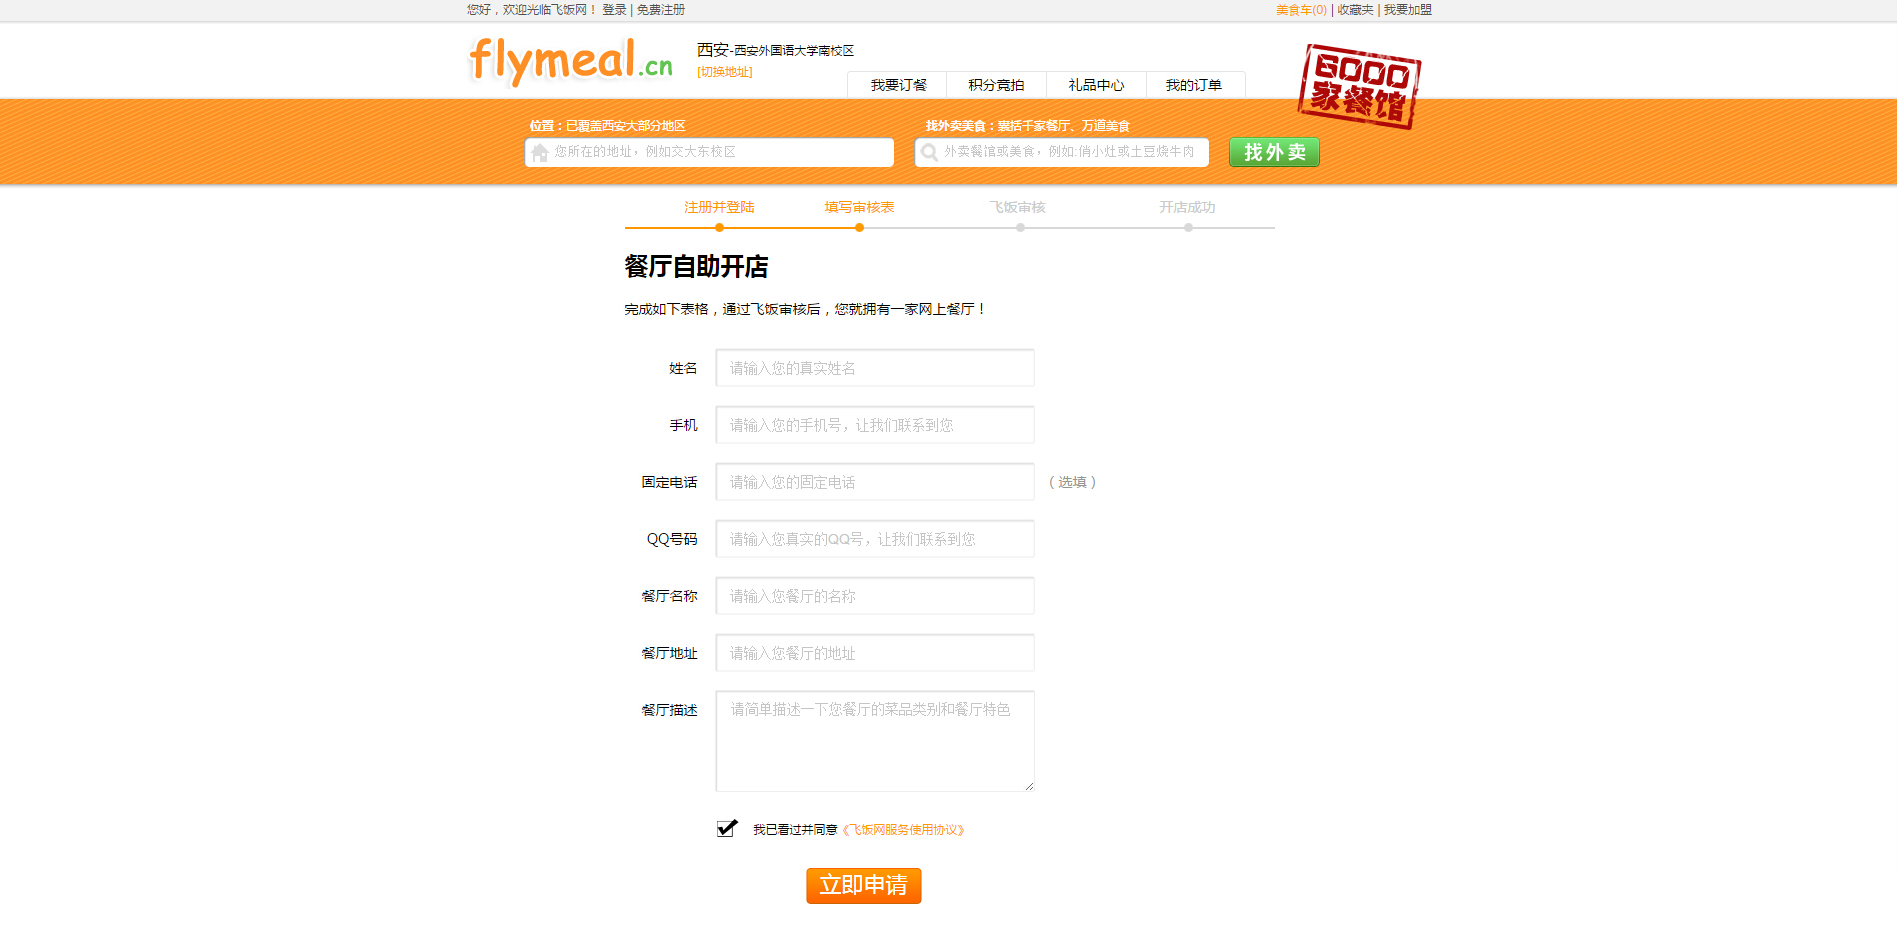 您好，欢迎光临飞饭网！ 登录 | 免费注册
美食车(0) | 收藏夹 | 我要加盟
flymeal.cn
西安-西安外国语大学南校区
[切换地址]
我要订餐 积分竞拍 礼品中心 我的订单
6000
家餐馆
位置：已覆盖西安大部分地区
找外卖美食：囊括千家餐厅、万道美食
您所在的地址，例如交大东校区
外卖餐馆或美食，例如:俏小灶或土豆烧牛肉
找外卖
注册并登陆 填写审核表 飞饭审核 开店成功
餐厅自助开店
完成如下表格，通过飞饭审核后，您就拥有一家网上餐厅！
姓名 请输入您的真实姓名
手机 请输入您的手机号，让我们联系到您
固定电话 请输入您的固定电话 （选填）
QQ号码 请输入您真实的QQ号，让我们联系到您
餐厅名称 请输入您餐厅的名称
餐厅地址 请输入您餐厅的地址
餐厅描述 请简单描述一下您餐厅的菜品类别和餐厅特色
我已看过并同意《飞饭网服务使用协议》
立即申请